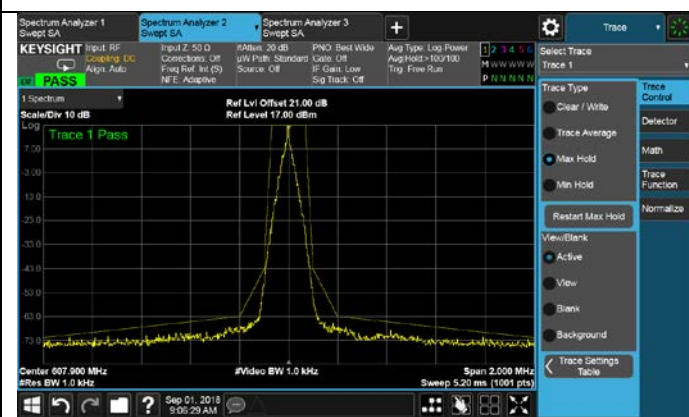 Spectrum Analyzer 1
Swept SA
Spectrum Analyzer 2
Swept SA
Spectrum Analyzer 3
Swept SA
+
Trace
KEYSIGHT
Input: RF
Coupling: DC
Align: Auto
Input Z: 50 Ω
Corrections: Off
Freq Ref: Int (S)
NFE: Adaptive
#Atten: 20 dB
µW Path: Standard
Source: Off
PNO: Best Wide
Gate: Off
IF Gain: Low
Sig Track: Off
Avg Type: Log-Power
Avg|Hold:>100/100
Trig: Free Run
1 2 3 4 5 6
M W W W W W
P N N N N N
PASS
Select Trace
Trace 1
1 Spectrum
Scale/Div 10 dB
Ref Lvl Offset 21.00 dB
Ref Level 17.00 dBm
Log
Trace 1 Pass
7.00
-3.00
-13.0
-23.0
-33.0
-43.0
-53.0
-63.0
-73.0
Center 607.900 MHz
#Res BW 1.0 kHz
#Video BW 1.0 kHz
Span 2.000 MHz
Sweep 5.20 ms (1001 pts)
Trace Type
Clear / Write
Trace Average
Max Hold
Min Hold
Restart Max Hold
View/Blank
Active
View
Blank
Background
Trace Settings
Table
Trace
Control
Detector
Math
Trace
Function
Normalize
?
Sep 01, 2018
9:05:29 AM